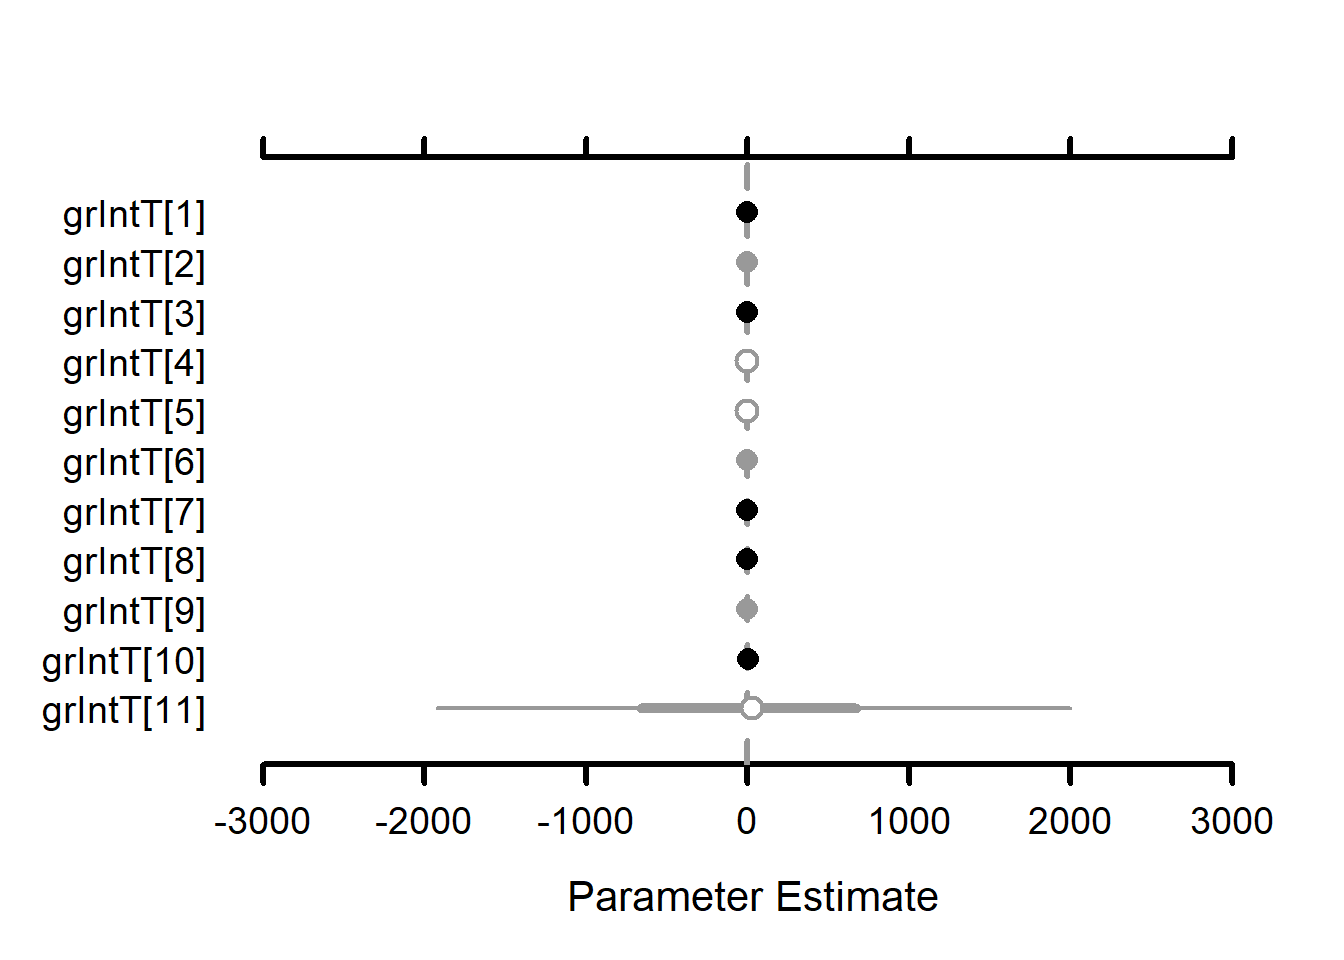 grIntT[1]
grIntT[2]
grIntT[3]
grIntT[4]
grIntT[5]
grIntT[6]
grIntT[7]
grIntT[8]
grIntT[9]
grIntT[10]
grIntT[11]
-3000 -2000 -1000 0 1000 2000 3000
Parameter Estimate